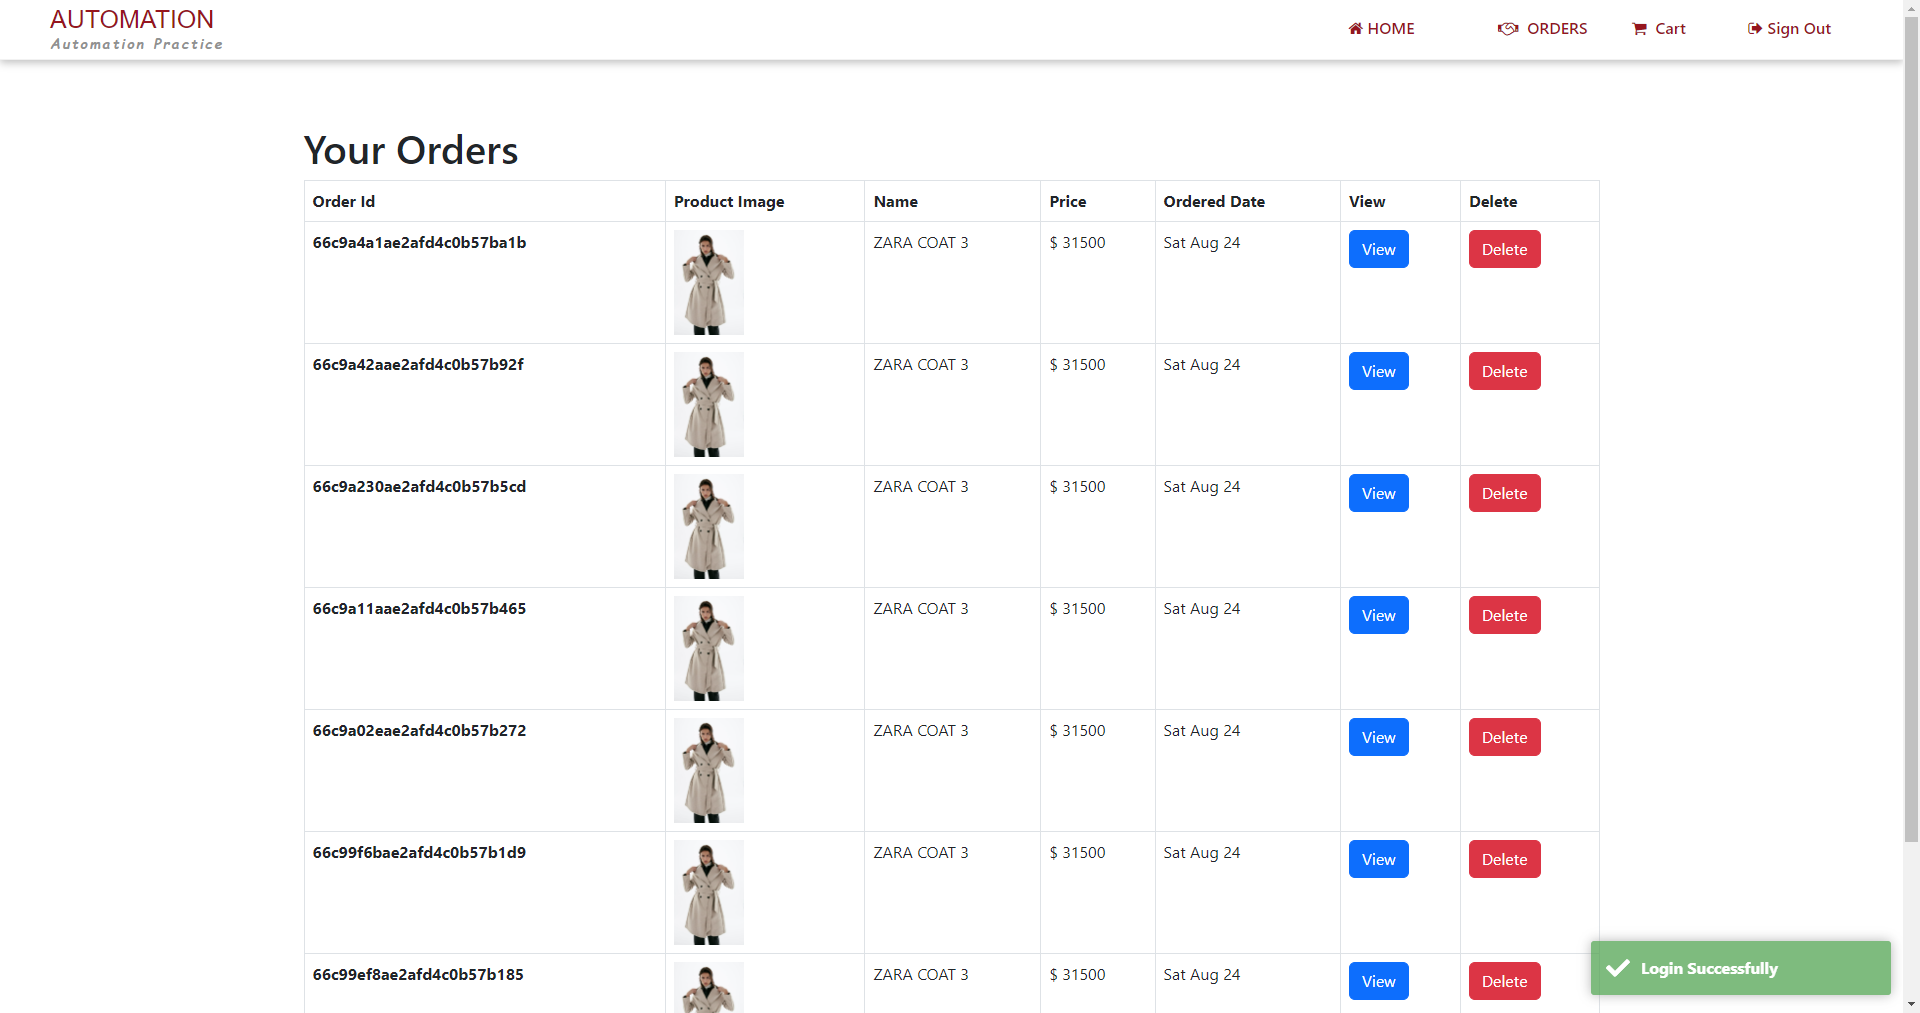 AUTOMATION
Automation Practice
HOME
ORDERS
Cart
Sign Out
Your Orders
Order Id Product Image Name Price Ordered Date View Delete
66c9a4a1ae2afd4c0b57ba1b ZARA COAT 3 $ 31500 Sat Aug 24 View Delete
66c9a42aae2afd4c0b57b92f ZARA COAT 3 $ 31500 Sat Aug 24 View Delete
66c9a230ae2afd4c0b57b5cd ZARA COAT 3 $ 31500 Sat Aug 24 View Delete
66c9a11aae2afd4c0b57b465 ZARA COAT 3 $ 31500 Sat Aug 24 View Delete
66c9a02eae2afd4c0b57b272 ZARA COAT 3 $ 31500 Sat Aug 24 View Delete
66c99f6bae2afd4c0b57b1d9 ZARA COAT 3 $ 31500 Sat Aug 24 View Delete
66c99ef8ae2afd4c0b57b185 ZARA COAT 3 $ 31500 Sat Aug 24 View Delete
Login Successfully